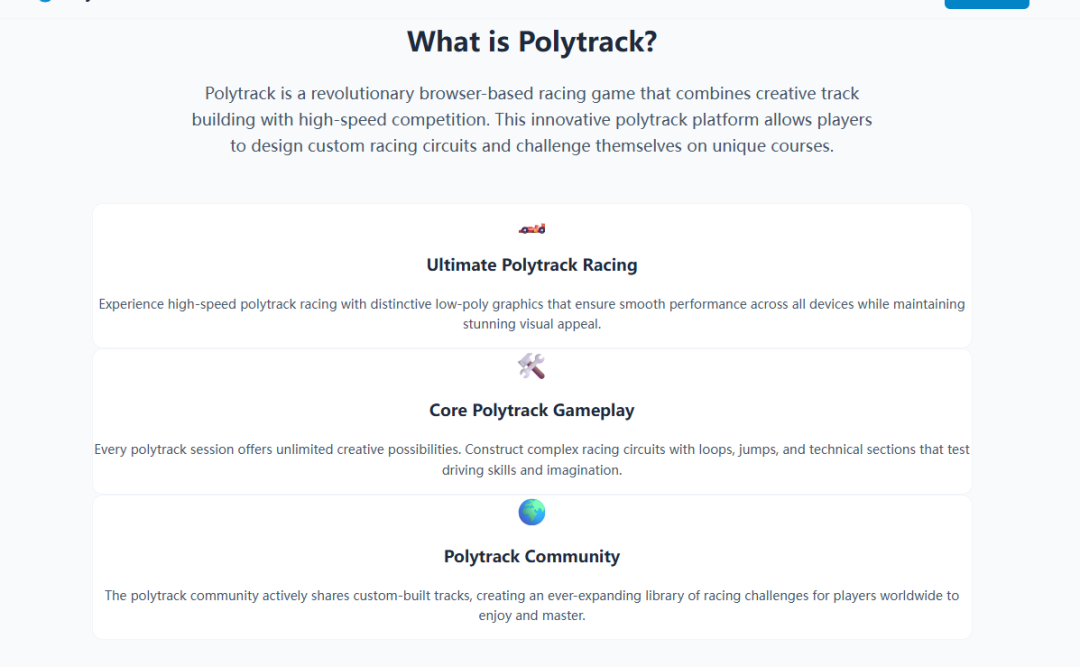 What is Polytrack?
Polytrack is a revolutionary browser-based racing game that combines creative track
building with high-speed competition. This innovative polytrack platform allows players
to design custom racing circuits and challenge themselves on unique courses.
Ultimate Polytrack Racing
Experience high-speed polytrack racing with distinctive low-poly graphics that ensure smooth performance across all devices while maintaining
stunning visual appeal.
Core Polytrack Gameplay
Every polytrack session offers unlimited creative possibilities. Construct complex racing circuits with loops, jumps, and technical sections that test
driving skills and imagination.
Polytrack Community
The polytrack community actively shares custom-built tracks, creating an ever-expanding library of racing challenges for players worldwide to
enjoy and master.